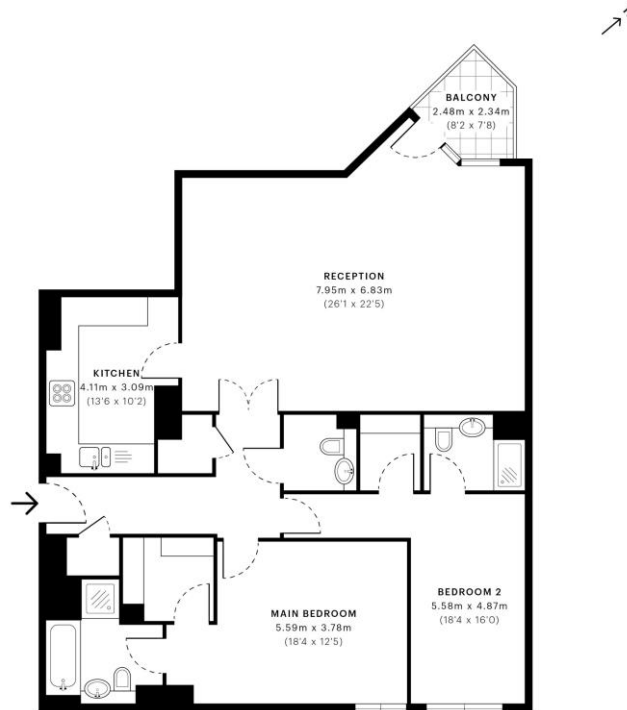 BALCONY
2.48m x 2.34m
(8'2 x 7'8)
RECEPTION
7.95m x 6.83m
(26'1 x 22'5)
KITCHEN
4.11m x 3.09m
(13'6 x 10'2)
MAIN BEDROOM
5.59m x 3.78m
(18'4 x 12'5)
BEDROOM 2
5.58m x 4.87m
(18'4 x 16'0)